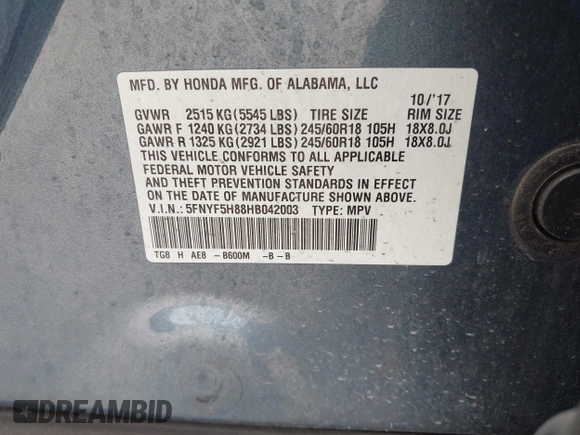 MFD. BY HONDA MFG. OF ALABAMA, LLC
10/'17
GVWR 2515 KG (5545 LBS) TIRE SIZE RIM SIZE
GAWR F 1240 KG (2734 LBS) 245/60R18 105H 18X8.0J
GAWR R 1325 KG (2921 LBS) 245/60R18 105H 18X8.0J
THIS VEHICLE CONFORMS TO ALL APPLICABLE
FEDERAL MOTOR VEHICLE SAFETY
AND THEFT PREVENTION STANDARDS IN EFFECT
ON THE DATE OF MANUFACTURE SHOWN ABOVE.
V.I.N.: 5FNYF5H88HB042003 TYPE: MPV
TG8 H AE8 - B600M -B-B
DREAMBID